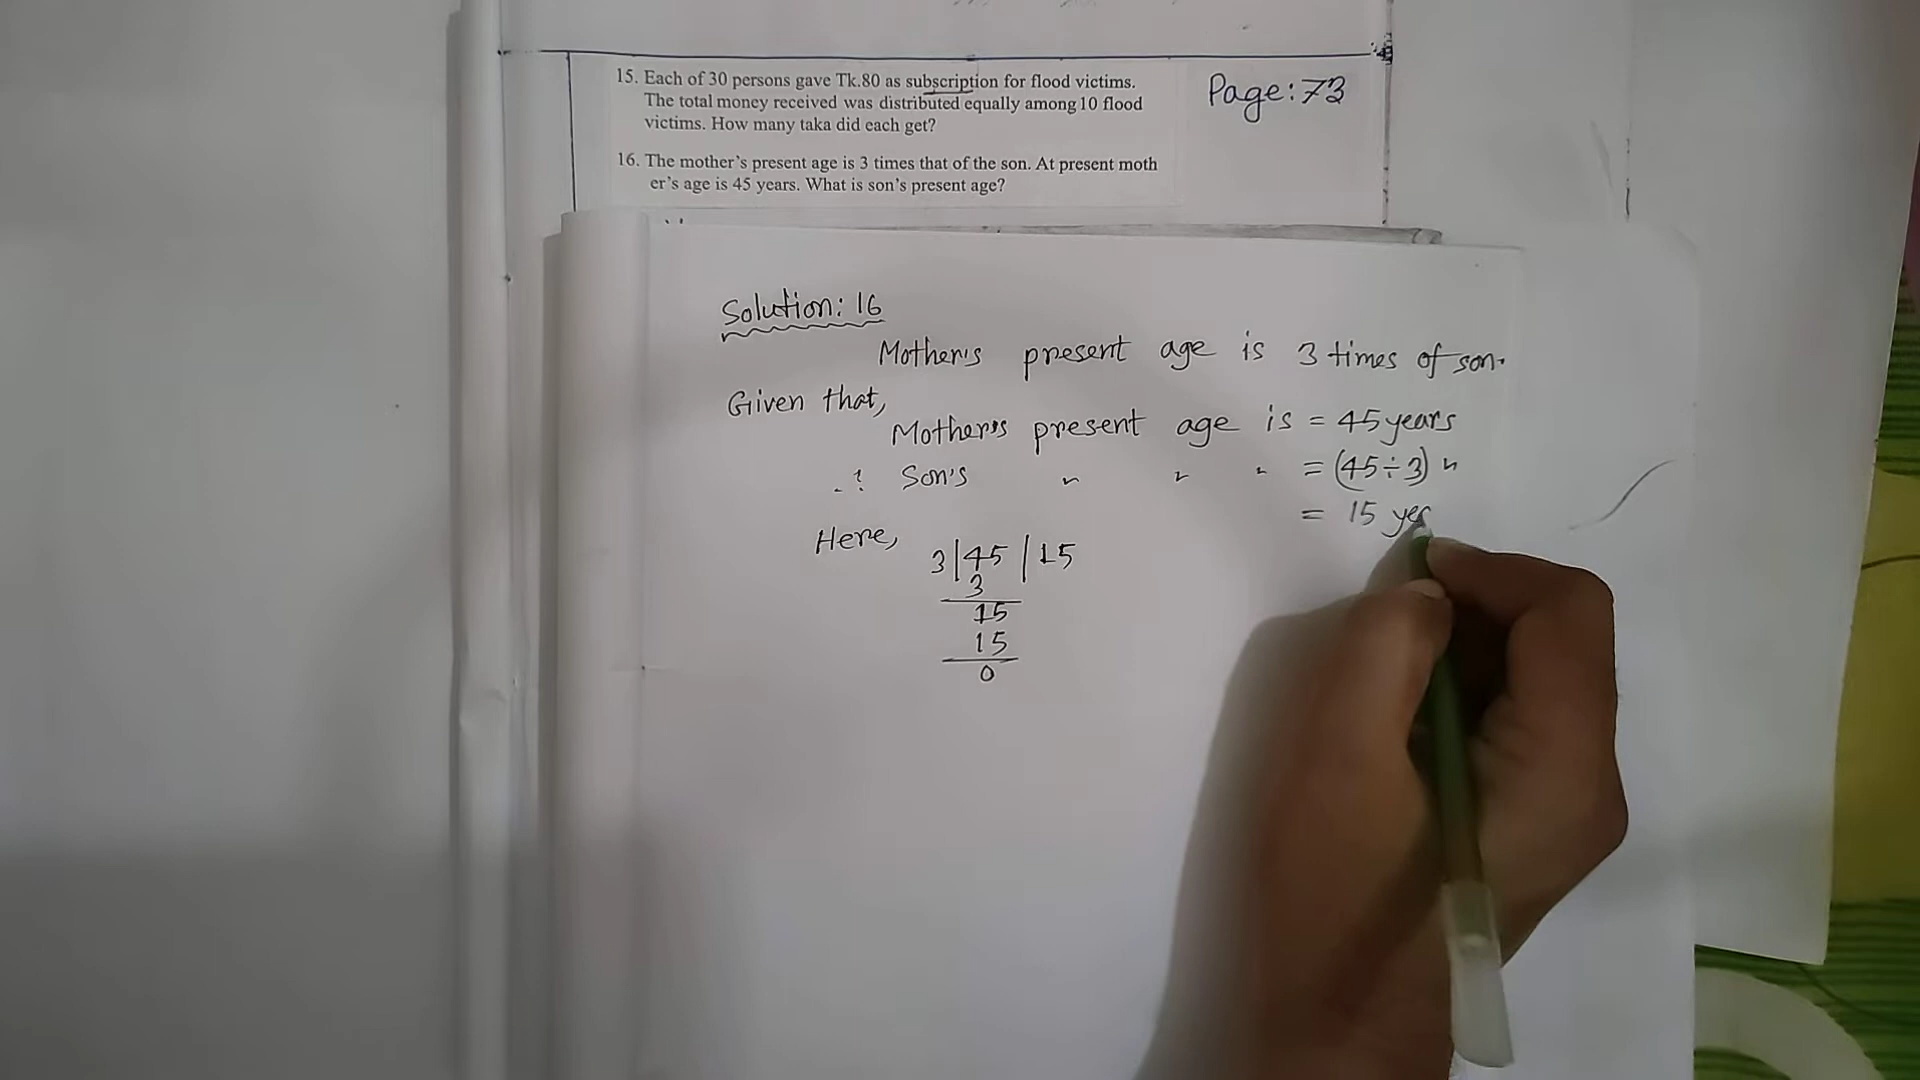 15. Each of 30 persons gave Tk.80 as subscription for flood victims.
The total money received was distributed equally among 10 flood
victims. How many taka did each get?
Page:73
16. The mother's present age is 3 times that of the son. At present moth
er's age is 45 years. What is son's present age?
Solution: 16
Mother's present age is 3 times of son.
Given that,
Mother's present age is = 45 years
∴ Son's " " " = (45÷3) "
= 15 yea
Here,
3|45|15
3
15
15
0